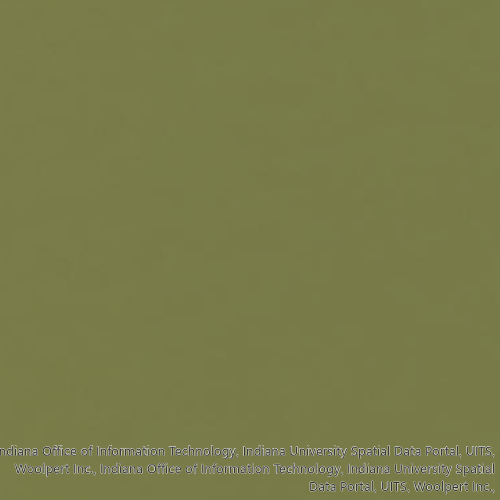 ndiana Office of Information Technology, Indiana University Spatial Data Portal, UITS,
Woolpert Inc., Indiana Office of Information Technology, Indiana University Spatial
Data Portal, UITS, Woolpert Inc.,